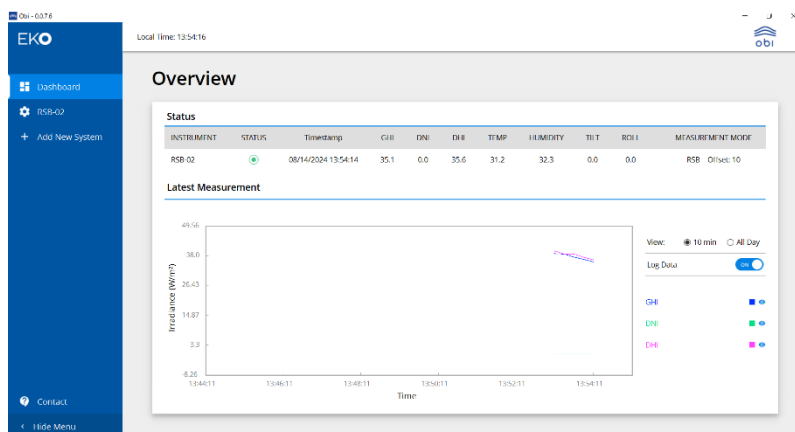 Obi - 0.0.7.6
EKO
Local Time: 13:54:16
obi
Dashboard
RSB-02
+ Add New System
Overview
Status
INSTRUMENT STATUS Timestamp GHI DNI DHI TEMP HUMIDITY TILT ROLL MEASUREMENT MODE
RSB-02 08/14/2024 13:54:14 35.1 0.0 35.6 31.2 32.3 0.0 0.0 RSB Offset: 10
Latest Measurement
49.56
38.0
26.43
14.87
3.3
-8.26
Irradiance (W/m²)
13:44:11 13:46:11 13:48:11 13:50:11 13:52:11 13:54:11
Time
View: 10 min All Day
Log Data ON
GHI
DNI
DHI
Contact
Hide Menu